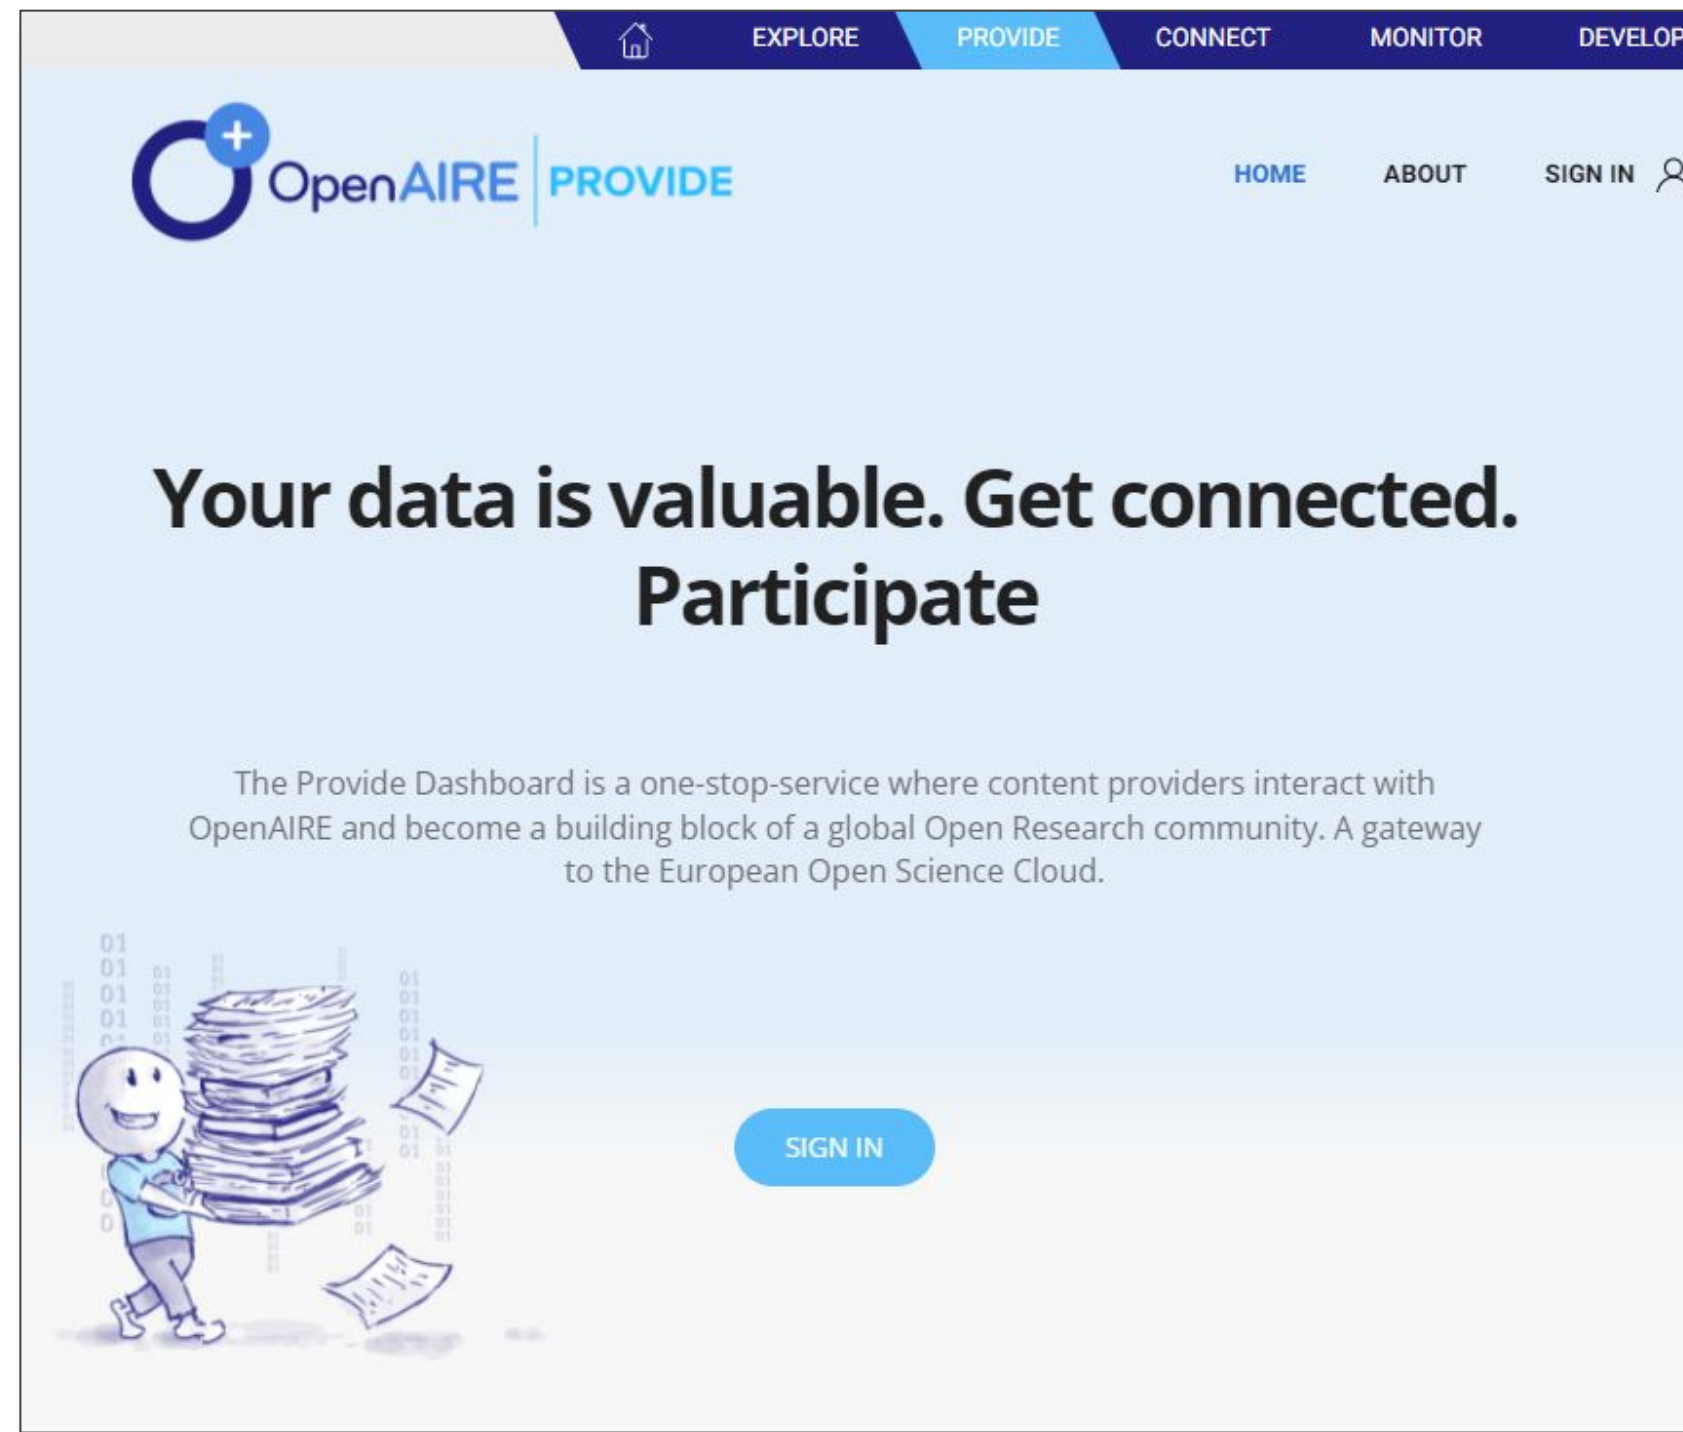 EXPLORE PROVIDE CONNECT MONITOR DEVELOP
+
OpenAIRE PROVIDE
HOME ABOUT SIGN IN
Your data is valuable. Get connected.
Participate
The Provide Dashboard is a one-stop-service where content providers interact with
OpenAIRE and become a building block of a global Open Research community. A gateway
to the European Open Science Cloud.
SIGN IN